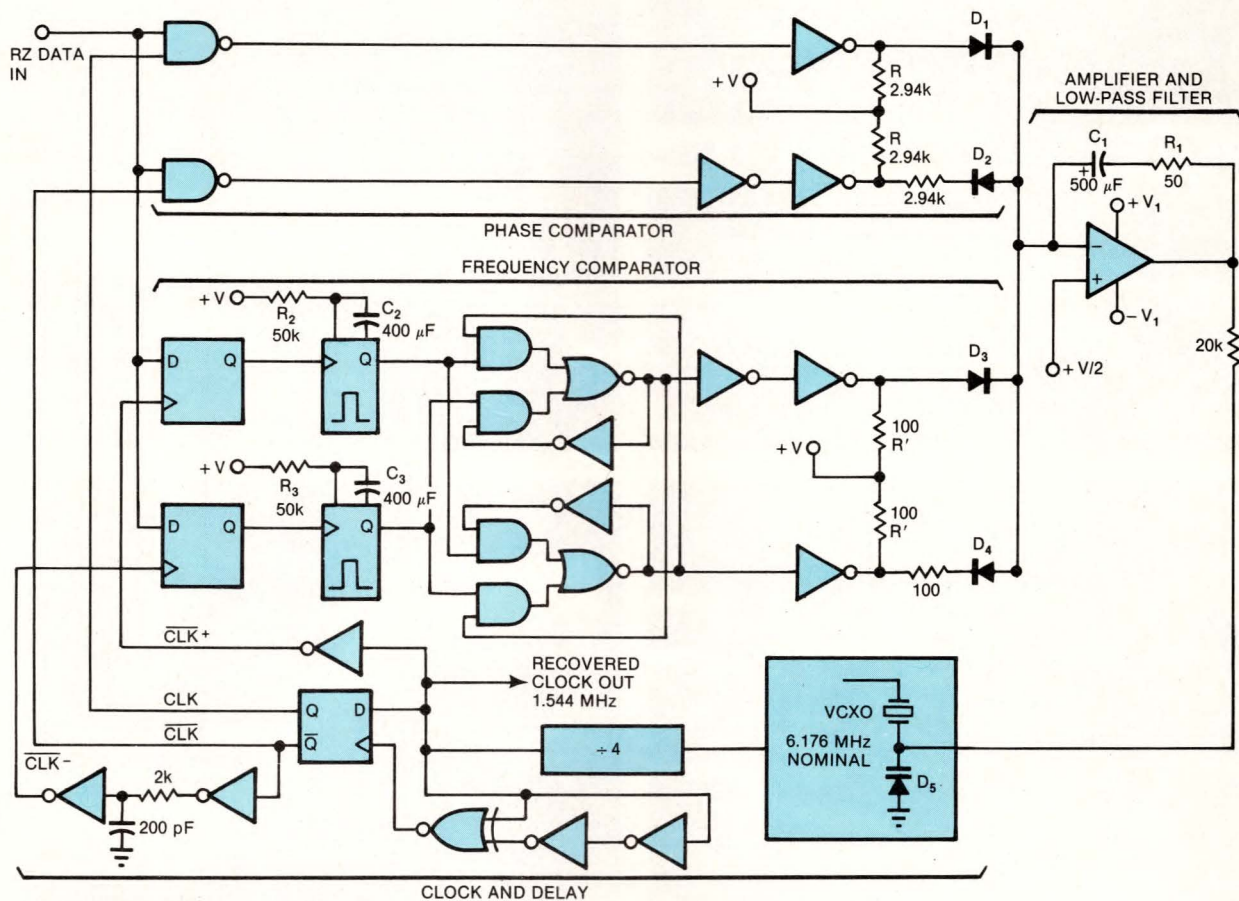 RZ DATA
IN
D1
+ V
R
2.94k
R
2.94k
2.94k
D2
PHASE COMPARATOR
AMPLIFIER AND
LOW-PASS FILTER
C1
+
500 μF
R1
50
+ V1
−
+
− V1
+ V/2
20k
FREQUENCY COMPARATOR
+ V
R2
50k
C2
400 μF
D
Q
Q
D3
100
R'
+ V
100
R'
100
D4
+ V
R3
50k
C3
400 μF
D
Q
Q
CLK+
RECOVERED
CLOCK OUT
1.544 MHz
CLK
Q
D
CLK
Q
CLK−
2k
200 pF
÷ 4
VCXO
6.176 MHz
NOMINAL
D5
CLOCK AND DELAY